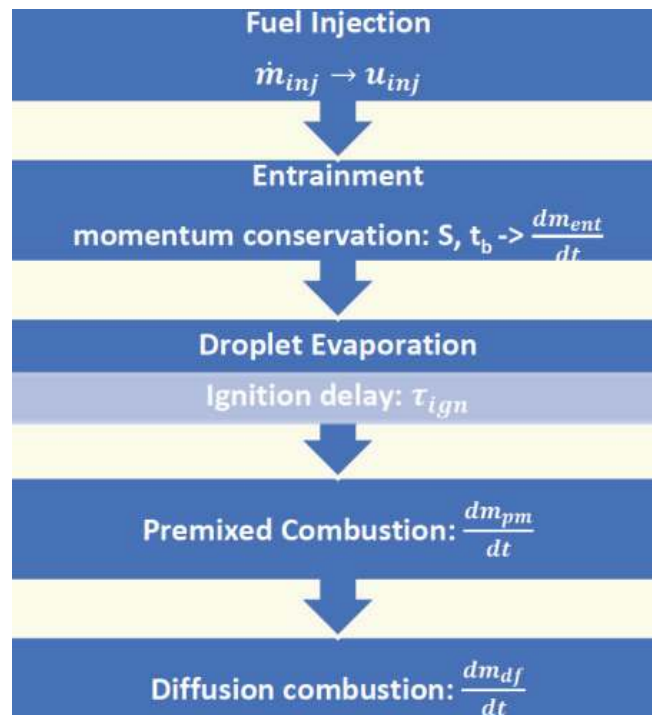 Fuel Injection
ṁ_inj → u_inj
Entrainment
momentum conservation: S, t_b -> dm_ent/dt
Droplet Evaporation
Ignition delay: τ_ign
Premixed Combustion: dm_pm/dt
Diffusion combustion: dm_df/dt